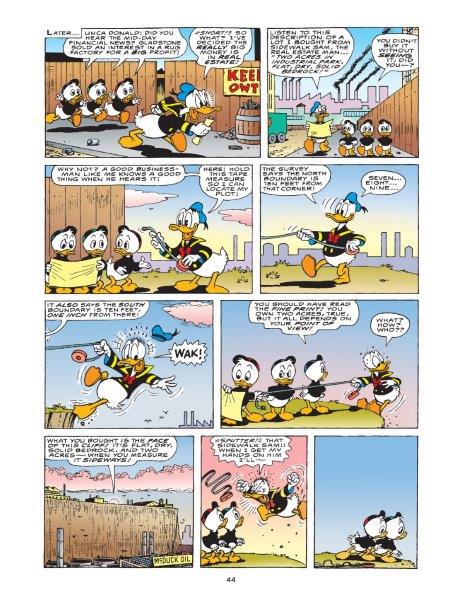 LATER...
UNCA DONALD! DID YOU
HEAR THE MID-DAY
FINANCIAL NEWS? GLADSTONE
SOLD AN INTEREST IN A RUG
FACTORY FOR A BIG PROFIT!
*SNORT!* SO
WHAT? I'VE
DECIDED THE
REALLY BIG
MONEY IS
IN REAL
ESTATE!
KEEP
OWT
LISTEN TO THIS
DESCRIPTION OF A
LOT I BOUGHT FROM
SIDEWALK SAM, THE
REAL ESTATE MAN...
"TWO ACRES IN
INDUSTRIAL PARK,
FLAT, DRY, SOLID
BEDROCK!"
YOU DIDN'T
BUY IT
WITHOUT
SEEING
IT, DID
YOU—?
WHY NOT? A GOOD BUSINESS-
MAN LIKE ME KNOWS A GOOD
THING WHEN HE HEARS IT!
HERE! HOLD
THIS TAPE
MEASURE
SO I CAN
LOCATE MY
PLOT!
THE SURVEY
SAYS THE NORTH
BOUNDARY IS
TEN FEET FROM
THAT CORNER!
SEVEN...
EIGHT...
NINE...
IT ALSO SAYS THE SOUTH
BOUNDARY IS TEN FEET,
ONE INCH FROM THERE!
WAK!
YOU SHOULD HAVE READ
THE FINE PRINT! YOU
OWN TWO ACRES, TRUE,
BUT IT ALL DEPENDS ON
YOUR POINT OF
VIEW!
WHAT?
HOW?
WHO??
WHAT YOU BOUGHT IS THE FACE
OF THIS CLIFF! IT'S FLAT, DRY,
SOLID BEDROCK, AND TWO
ACRES—WHEN YOU MEASURE
IT SIDEWAYS!
MCDUCK OIL
*SPUTTER!* THAT
SIDEWALK SAM!!
WHEN I GET MY
HANDS ON HIM
I'LL—
44